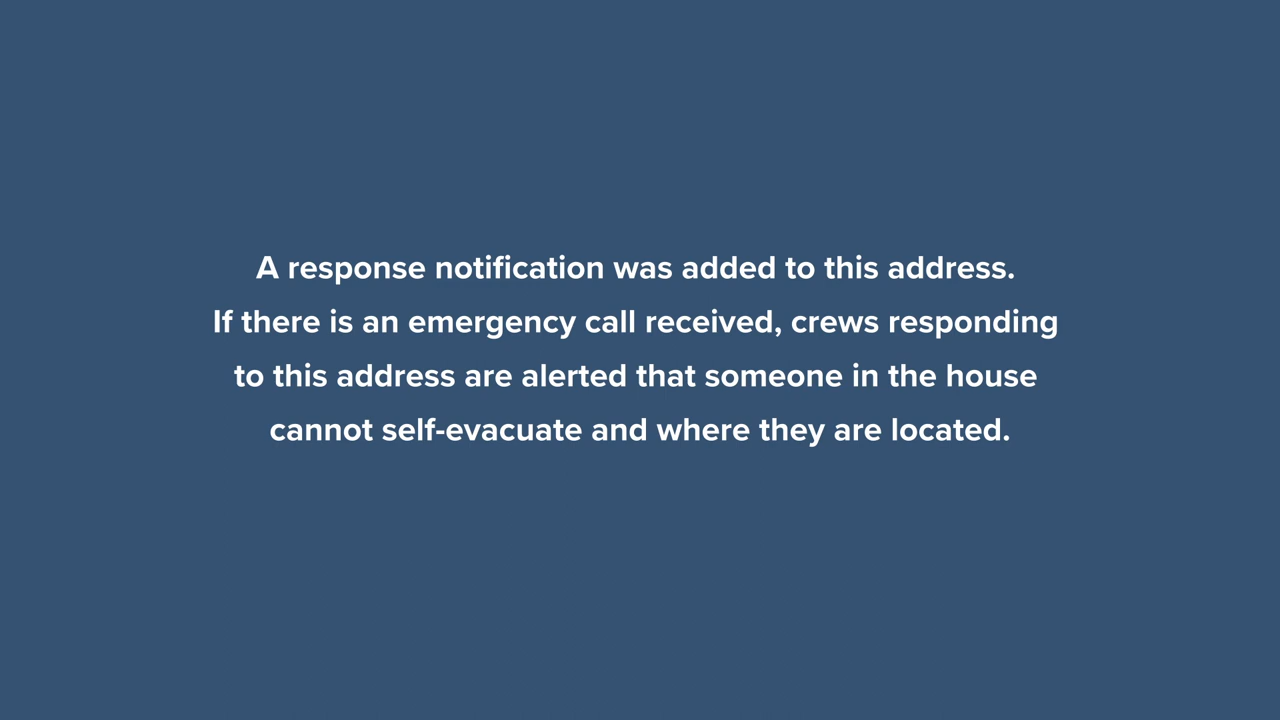 A response notification was added to this address.
If there is an emergency call received, crews responding
to this address are alerted that someone in the house
cannot self-evacuate and where they are located.